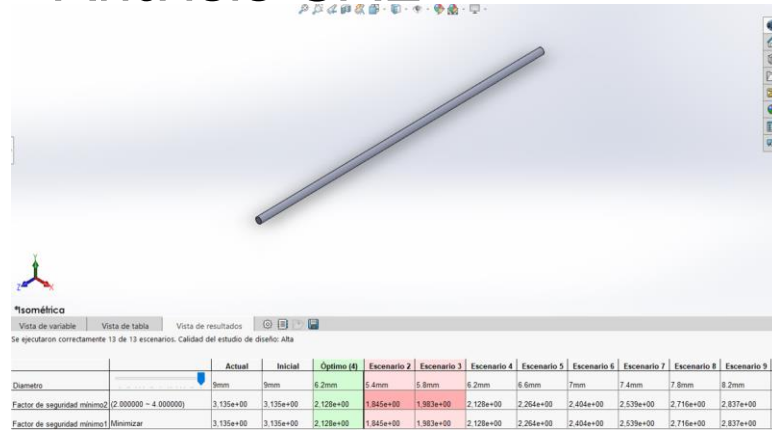 Y
Z
X
*Isométrica
Vista de variable Vista de tabla Vista de resultados
Se ejecutaron correctamente 13 de 13 escenarios. Calidad del estudio de diseño: Alta
Actual Inicial Óptimo (4) Escenario 2 Escenario 3 Escenario 4 Escenario 5 Escenario 6 Escenario 7 Escenario 8 Escenario 9
Diametro 9mm 9mm 6.2mm 5.4mm 5.8mm 6.2mm 6.6mm 7mm 7.4mm 7.8mm 8.2mm
Factor de seguridad mínimo2 (2.000000 ~ 4.000000) 3,135e+00 3,135e+00 2,128e+00 1,845e+00 1,983e+00 2,128e+00 2,264e+00 2,404e+00 2,539e+00 2,716e+00 2,837e+00
Factor de seguridad mínimo1 Minimizar 3,135e+00 3,135e+00 2,128e+00 1,845e+00 1,983e+00 2,128e+00 2,264e+00 2,404e+00 2,539e+00 2,716e+00 2,837e+00